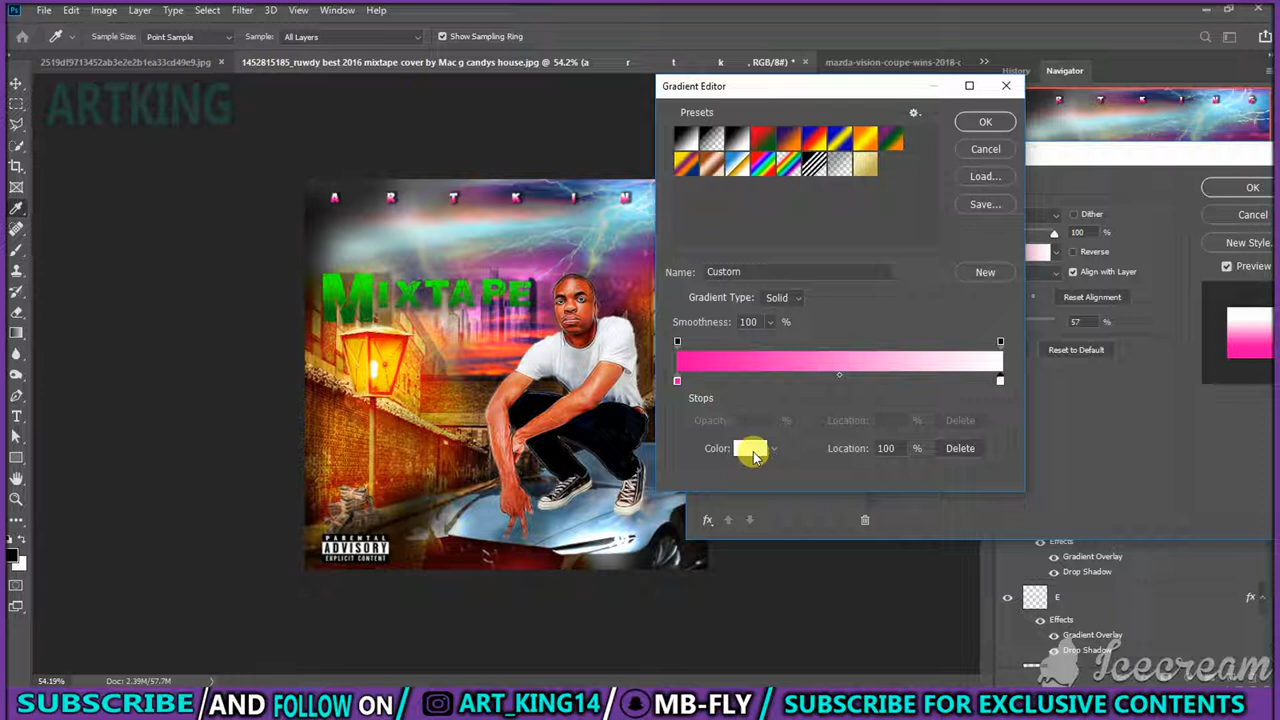 File Edit Image Layer Type Select Filter 3D View Window Help
Sample Size: Point Sample Sample: All Layers Show Sampling Ring
2519df9713452ab3e2e2b1ea33cd49e9.jpg × 1452815185_ruwdy best 2016 mixtape cover by Mac g candys house.jpg @ 54.2% (a r t k , RGB/8#) * × mazda-vision-coupe-wins-2018-c
History Navigator
ARTKING
Gradient Editor
Presets
OK
Cancel
Load...
Save...
Name: Custom
New
Gradient Type: Solid
Smoothness: 100 %
Stops
Opacity: % Location: % Delete
Color: Location: 100 % Delete
R K I N G
OK
Cancel
New Style...
Preview
Dither
100 %
Reverse
Align with Layer
Reset Alignment
57 %
Reset to Default
A R T K I N
MIXTAPE
PARENTAL
ADVISORY
EXPLICIT CONTENT
fx
Effects
Gradient Overlay
Drop Shadow
E fx
Effects
Gradient Overlay
Drop Shadow
54.19% Doc: 2.39M/57.7M
Icecream
SUBSCRIBE/AND FOLLOW ON/ ART_KING14/ MB-FLY / SUBSCRIBE FOR EXCLUSIVE CONTENTS